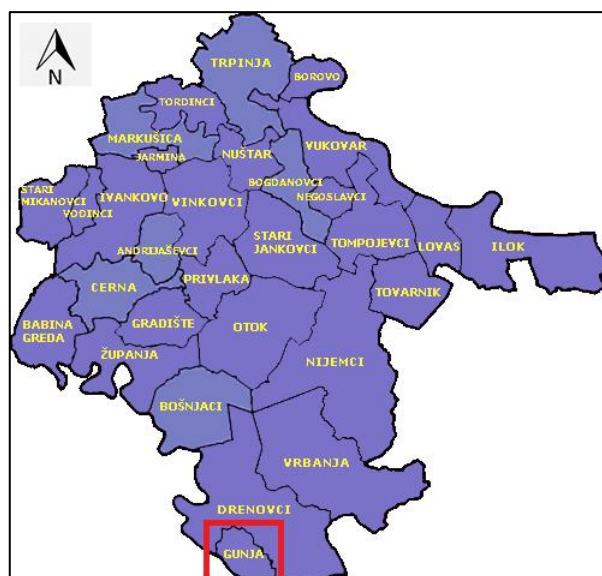 N
TRPINJA
BOROVO
TORDINCI
MARKUŠICA
JARMINA
NUŠTAR
VUKOVAR
BOGDANOVCI
NEGOSLAVCI
STARI
MIKANOVCI
VOĐINCI
IVANKOVO
VINKOVCI
STARI
JANKOVCI
TOMPOJEVCI
LOVAS
ILOK
ANDRIJAŠEVCI
CERNA
PRIVLAKA
TOVARNIK
BABINA
GREDA
GRADIŠTE
OTOK
ŽUPANJA
NIJEMCI
BOŠNJACI
VRBANJA
DRENOVCI
GUNJA